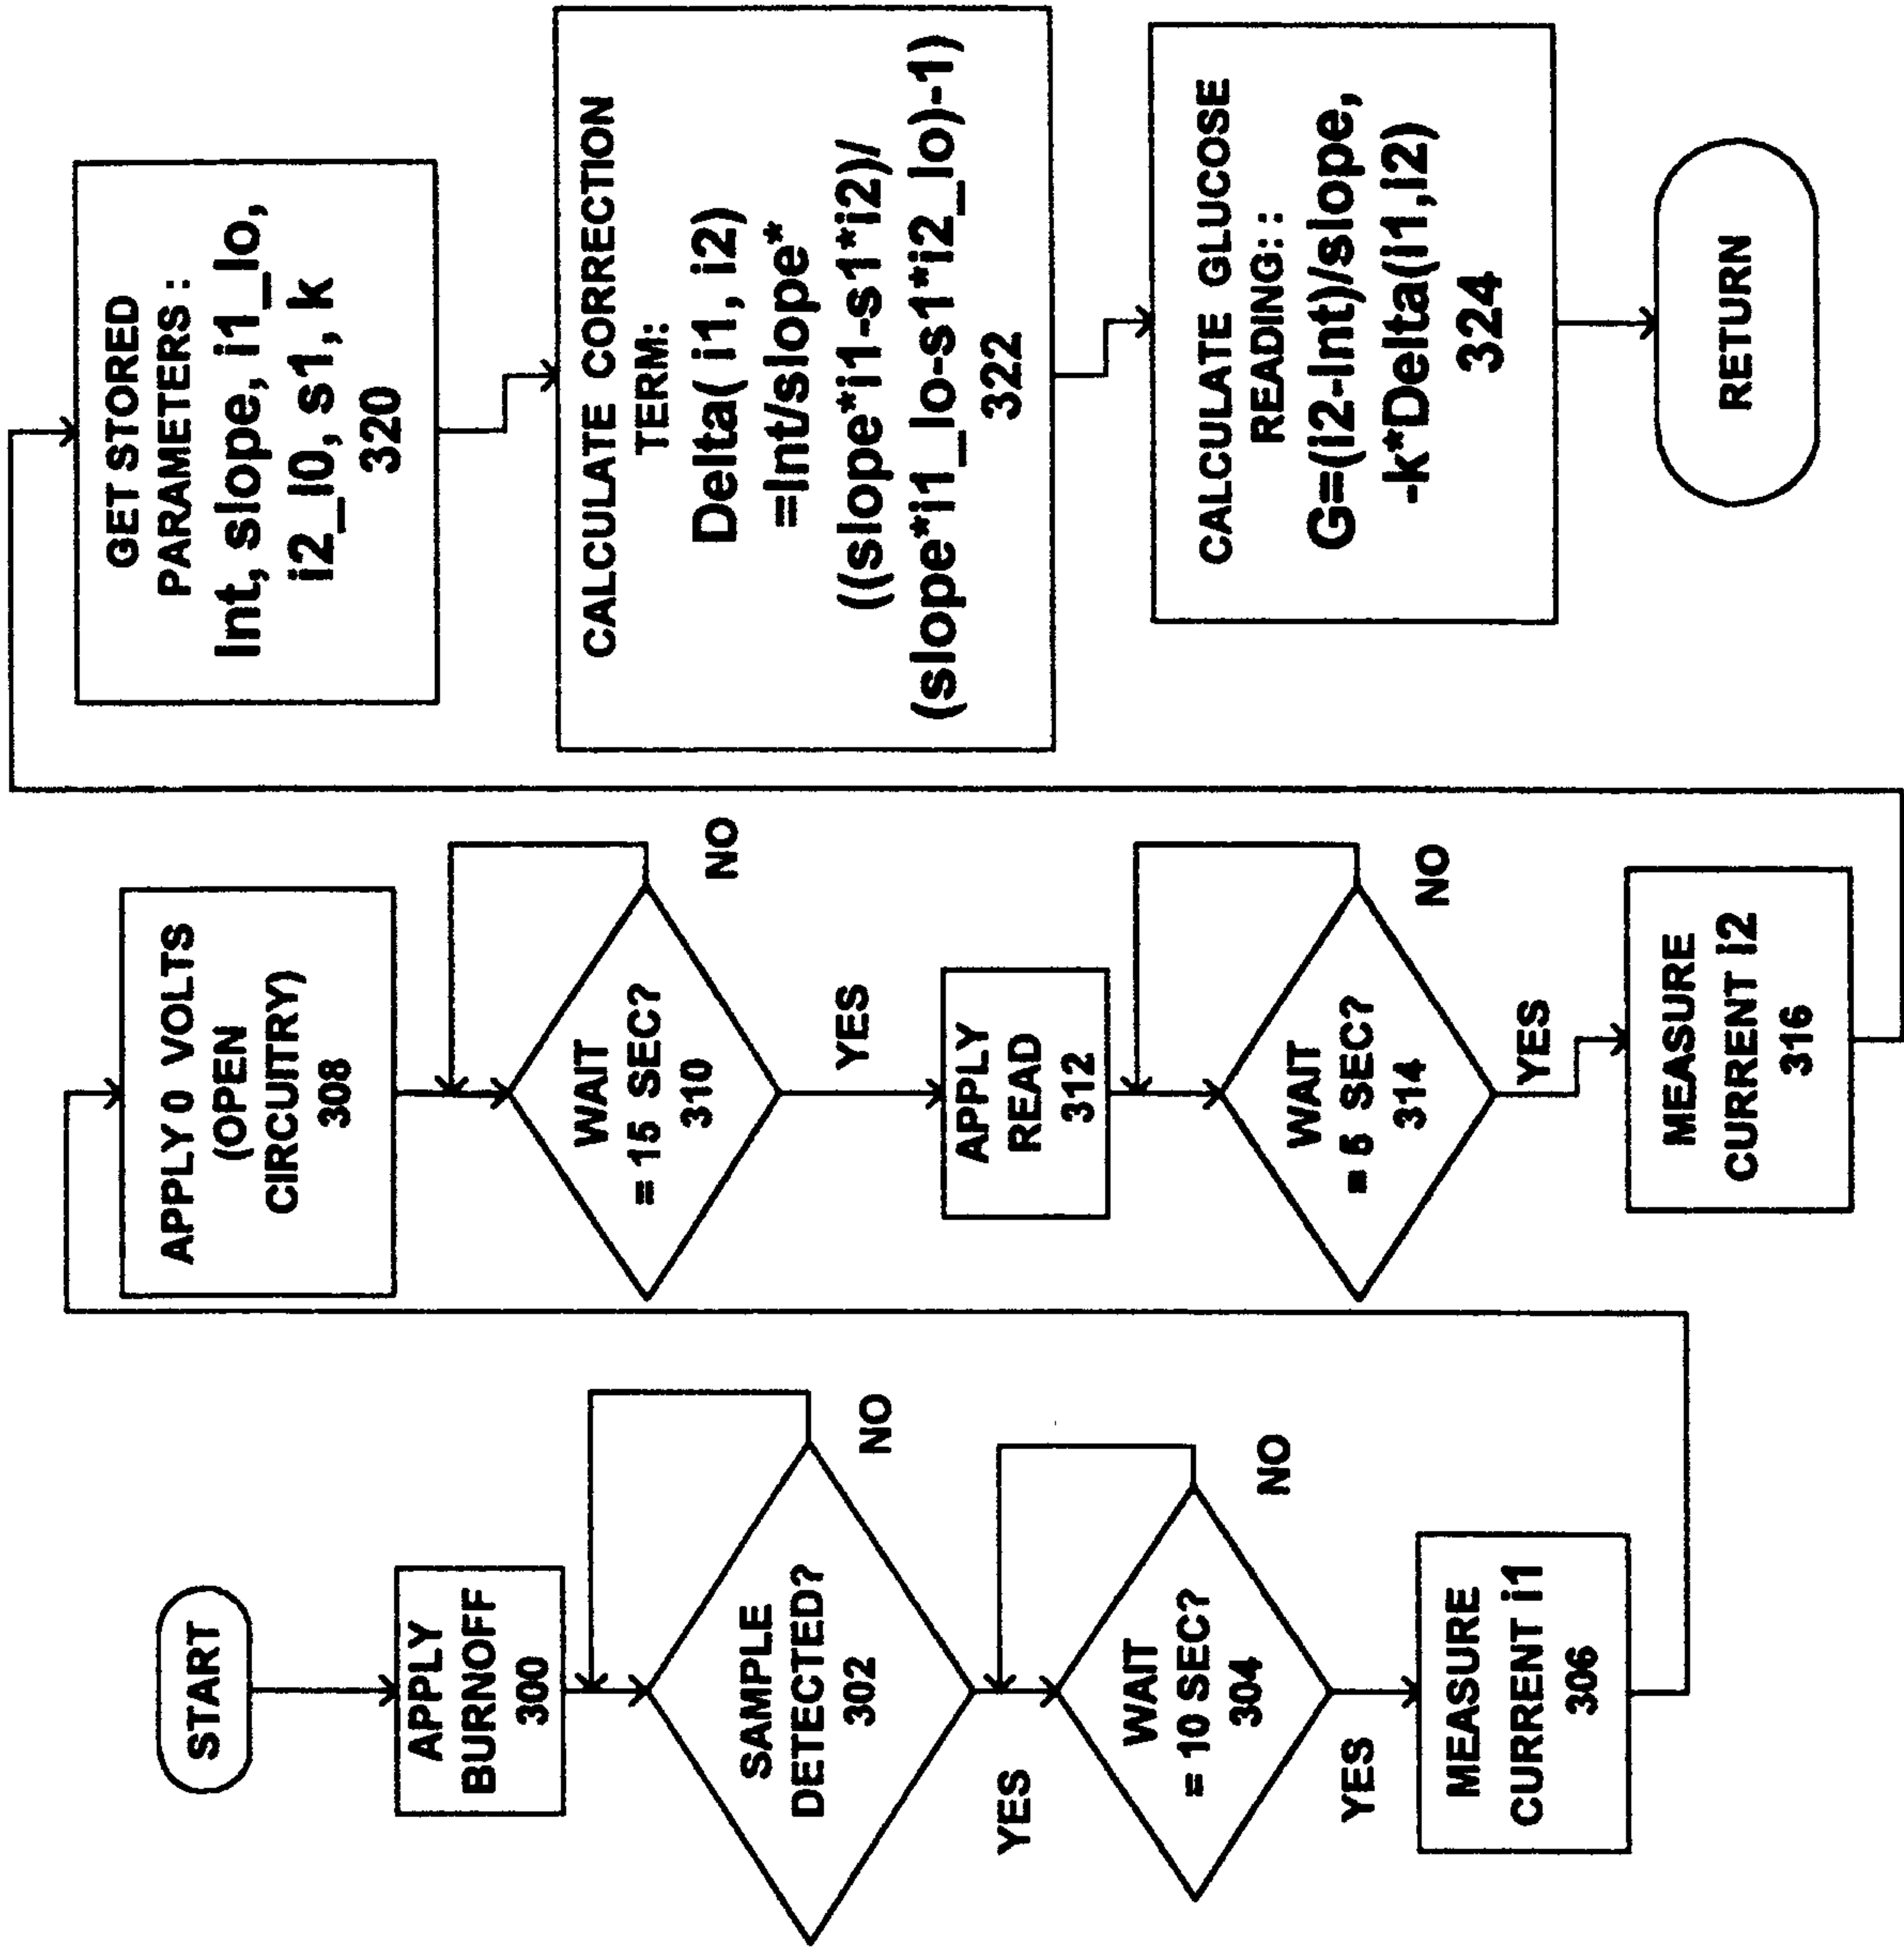 START
APPLY
BURNOFF
300
SAMPLE
DETECTED?
302
NO
YES
WAIT
= 10 SEC?
304
NO
YES
MEASURE
CURRENT i1
306
APPLY 0 VOLTS
(OPEN
CIRCUITRY)
308
WAIT
= 15 SEC?
310
NO
YES
APPLY
READ
312
WAIT
= 5 SEC?
314
NO
YES
MEASURE
CURRENT i2
316
GET STORED
PARAMETERS:
Int, slope, i1_lo,
i2_l0, s1, k
320
CALCULATE CORRECTION
TERM:
Delta( i1, i2)
=Int/slope*
((slope*i1-s1*i2)/
(slope*i1_lo-s1*i2_lo)-1)
322
CALCULATE GLUCOSE
READING::
G=(i2-Int)/slope,
-k*Delta(i1,i2)
324
RETURN